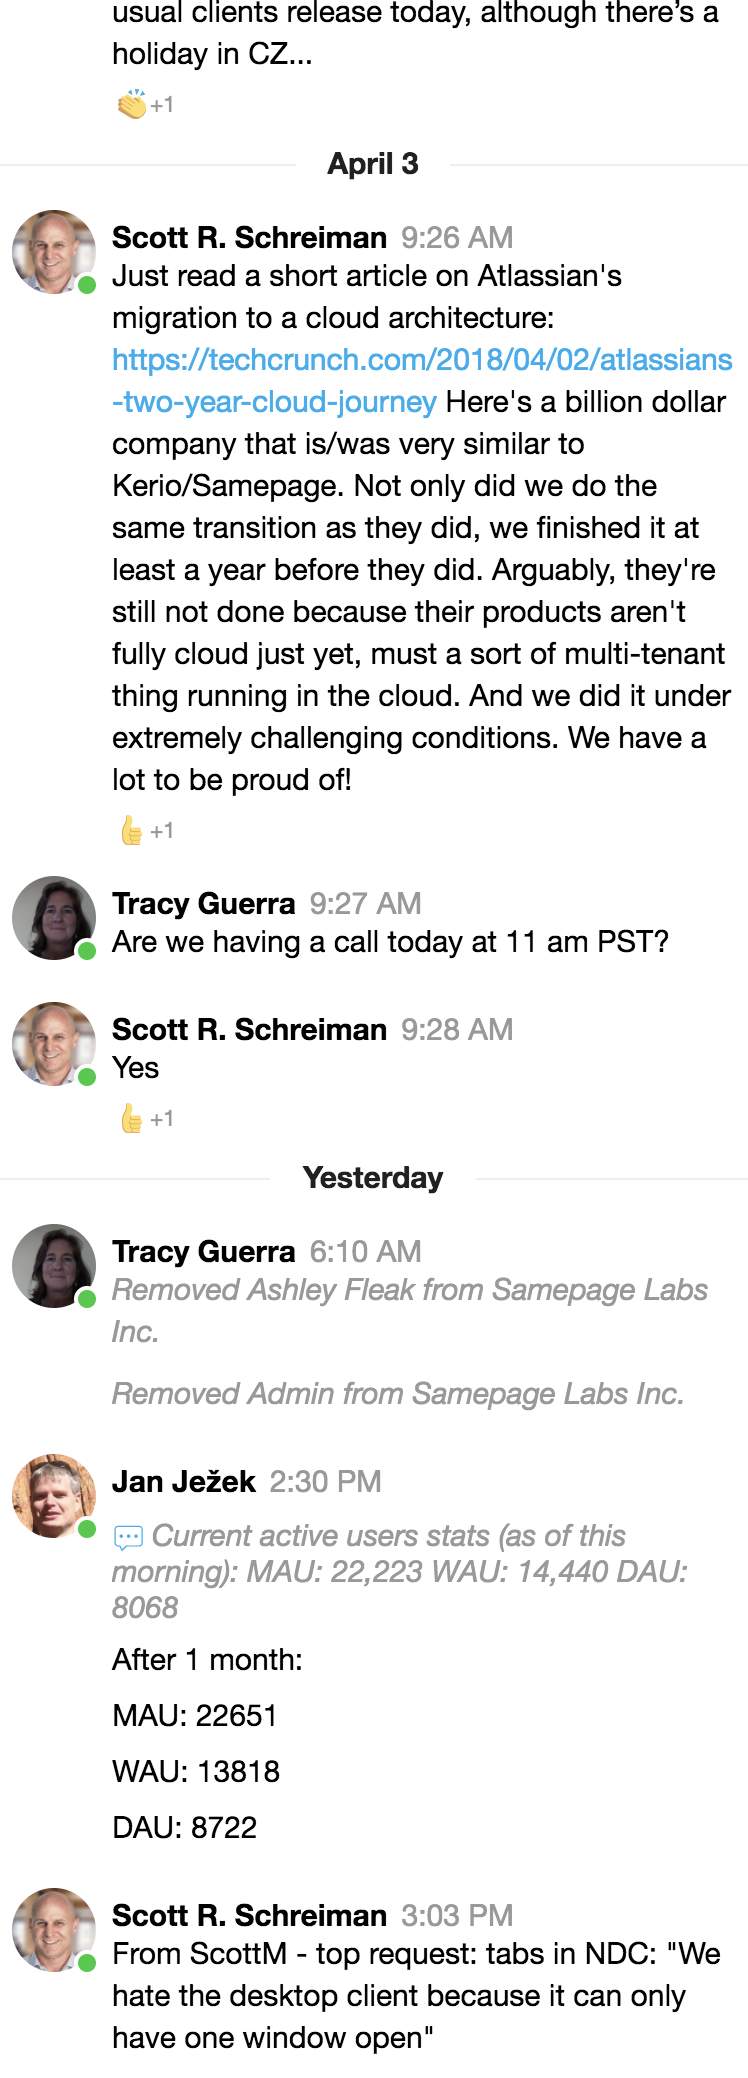 usual clients release today, although there’s a
holiday in CZ...
+1
April 3
Scott R. Schreiman 9:26 AM
Just read a short article on Atlassian's
migration to a cloud architecture:
https://techcrunch.com/2018/04/02/atlassians
-two-year-cloud-journey Here's a billion dollar
company that is/was very similar to
Kerio/Samepage. Not only did we do the
same transition as they did, we finished it at
least a year before they did. Arguably, they're
still not done because their products aren't
fully cloud just yet, must a sort of multi-tenant
thing running in the cloud. And we did it under
extremely challenging conditions. We have a
lot to be proud of!
+1
Tracy Guerra 9:27 AM
Are we having a call today at 11 am PST?
Scott R. Schreiman 9:28 AM
Yes
+1
Yesterday
Tracy Guerra 6:10 AM
Removed Ashley Fleak from Samepage Labs
Inc.
Removed Admin from Samepage Labs Inc.
Jan Ježek 2:30 PM
Current active users stats (as of this
morning): MAU: 22,223 WAU: 14,440 DAU:
8068
After 1 month:
MAU: 22651
WAU: 13818
DAU: 8722
Scott R. Schreiman 3:03 PM
From ScottM - top request: tabs in NDC: "We
hate the desktop client because it can only
have one window open"